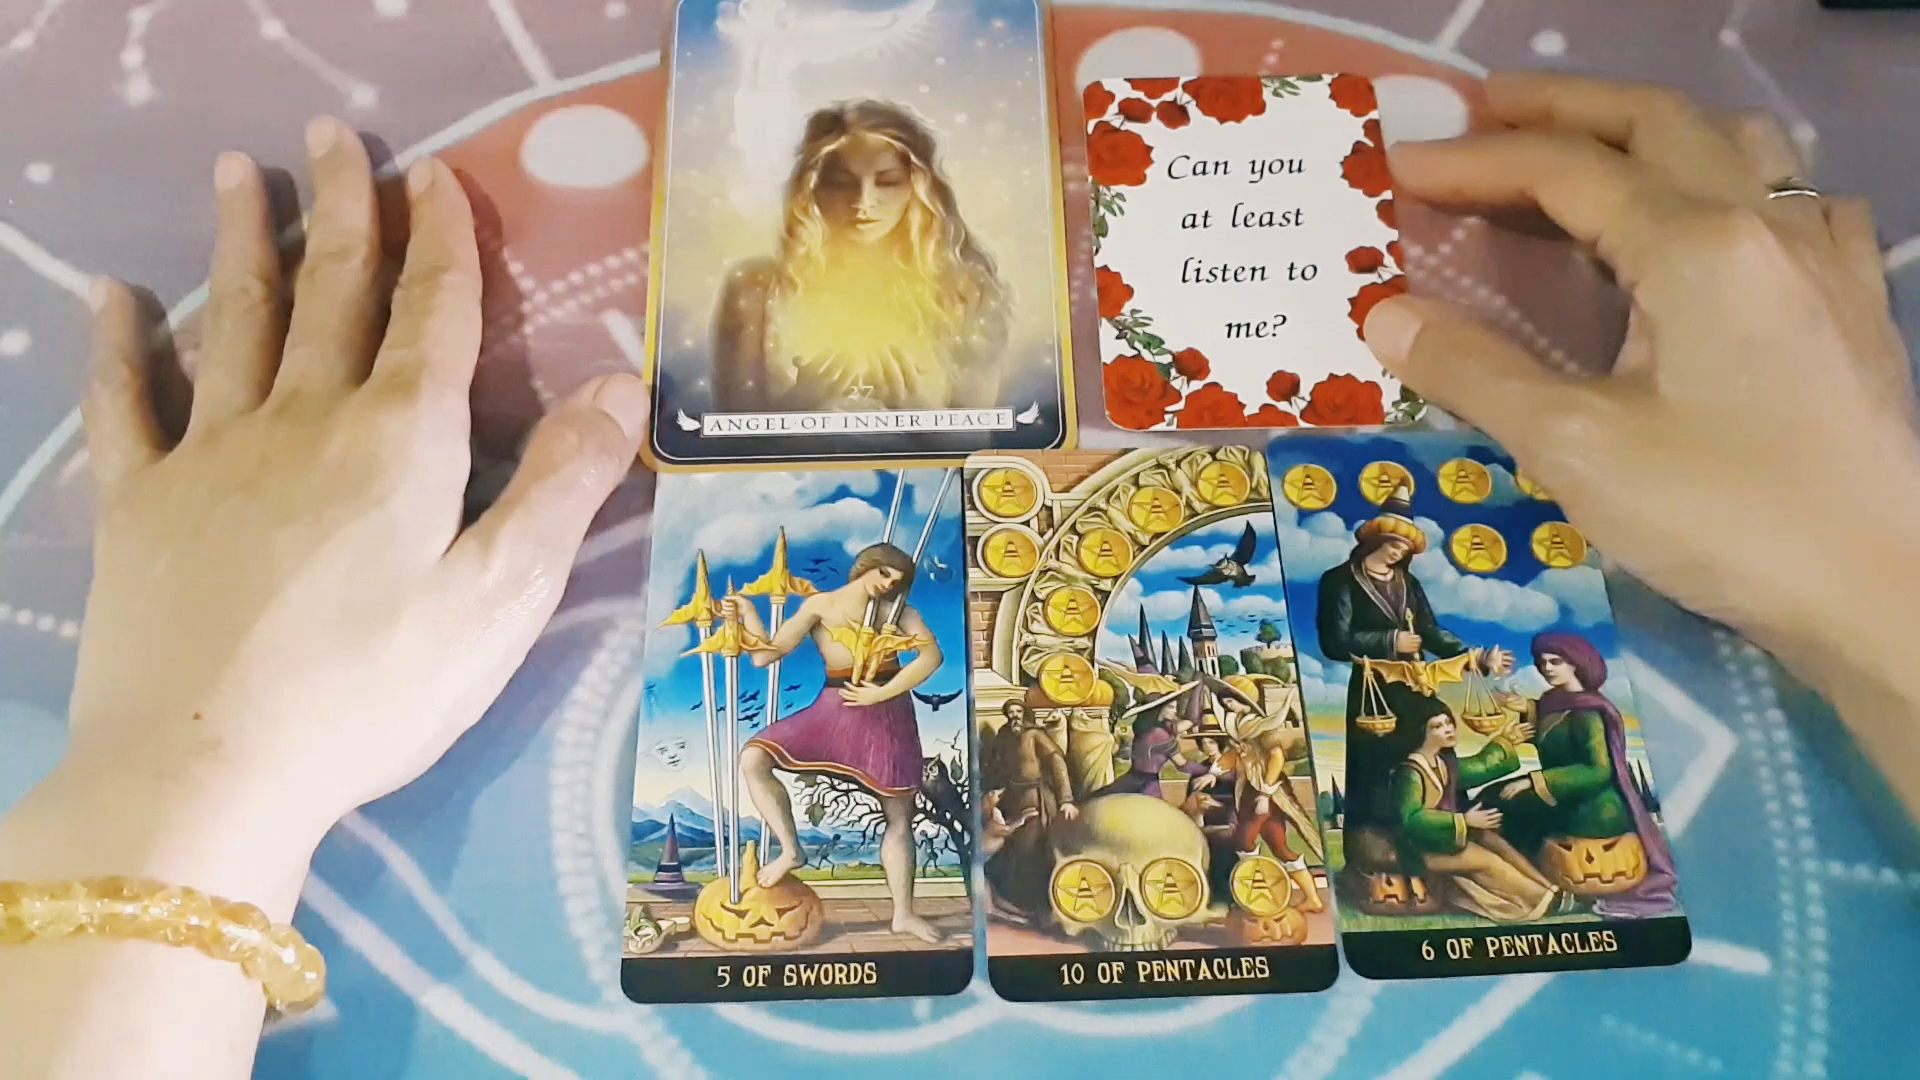 27
ANGEL·OF·INNER·PEACE
Can you
at least
listen to
me?
5 OF SWORDS
10 OF PENTACLES
6 OF PENTACLES